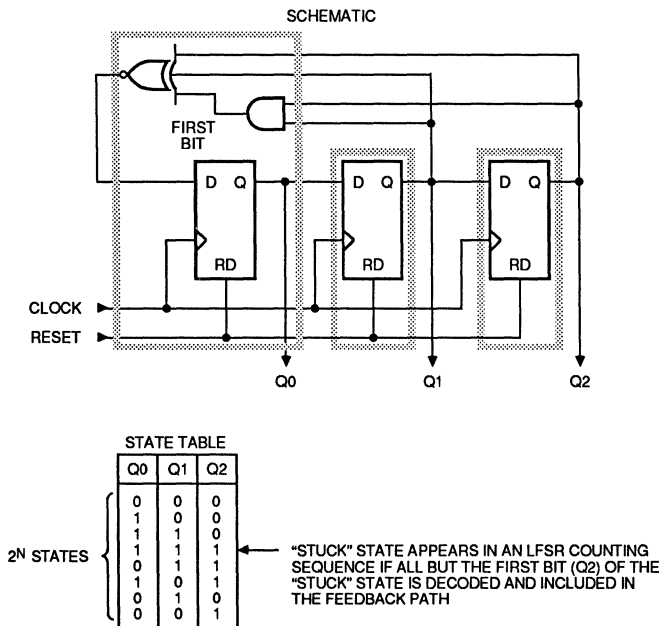 SCHEMATIC
FIRST
BIT
D Q
D Q
D Q
RD
RD
RD
CLOCK
RESET
Q0
Q1
Q2
STATE TABLE
Q0 Q1 Q2
0 0 0
1 0 0
1 1 0
1 1 1
0 1 1
1 0 1
0 1 0
0 0 1
2N STATES
"STUCK" STATE APPEARS IN AN LFSR COUNTING
SEQUENCE IF ALL BUT THE FIRST BIT (Q2) OF THE
"STUCK" STATE IS DECODED AND INCLUDED IN
THE FEEDBACK PATH